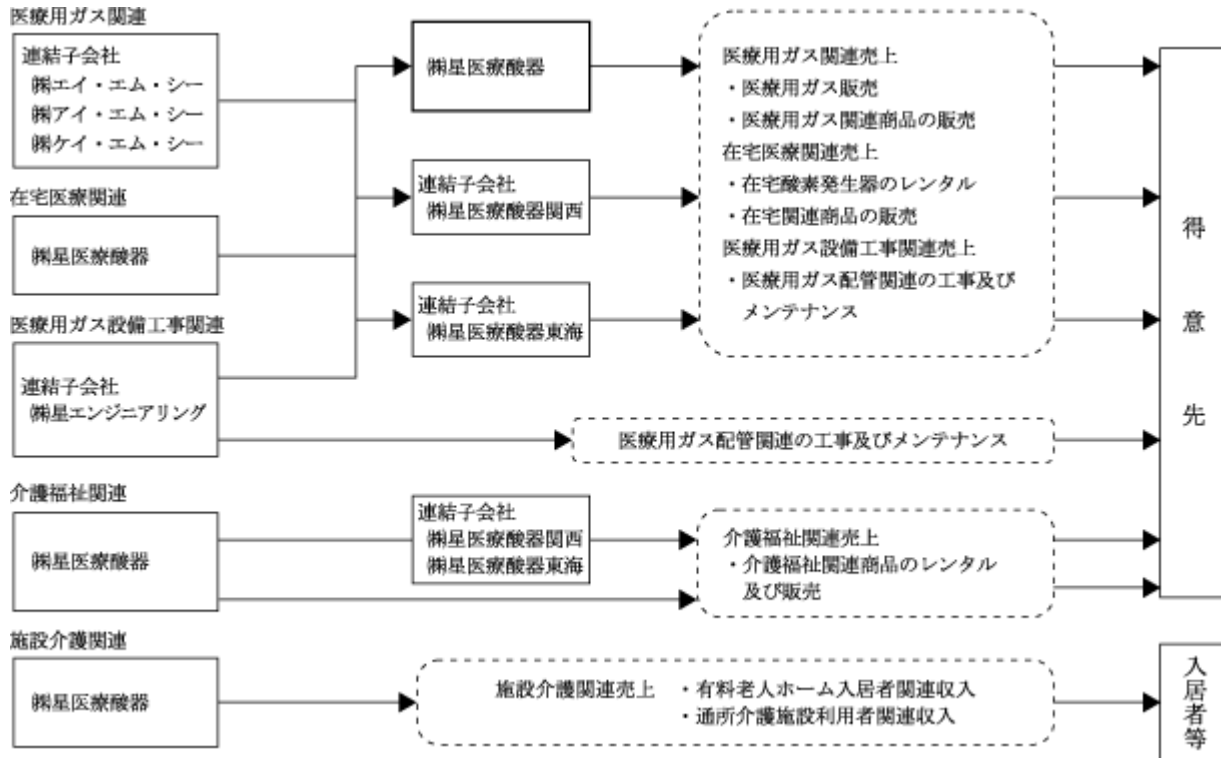 医療用ガス関連
連結子会社
㈱エイ・エム・シー
㈱アイ・エム・シー
㈱ケイ・エム・シー
在宅医療関連
㈱星医療酸器
医療用ガス設備工事関連
連結子会社
㈱星エンジニアリング
㈱星医療酸器
連結子会社
㈱星医療酸器関西
連結子会社
㈱星医療酸器東海
医療用ガス関連売上
・医療用ガス販売
・医療用ガス関連商品の販売
在宅医療関連売上
・在宅酸素発生器のレンタル
・在宅関連商品の販売
医療用ガス設備工事関連売上
・医療用ガス配管関連の工事及び
メンテナンス
医療用ガス配管関連の工事及びメンテナンス
介護福祉関連
㈱星医療酸器
連結子会社
㈱星医療酸器関西
㈱星医療酸器東海
介護福祉関連売上
・介護福祉関連商品のレンタル
及び販売
得意先
施設介護関連
㈱星医療酸器
施設介護関連売上 ・有料老人ホーム入居者関連収入
・通所介護施設利用者関連収入
入居者等